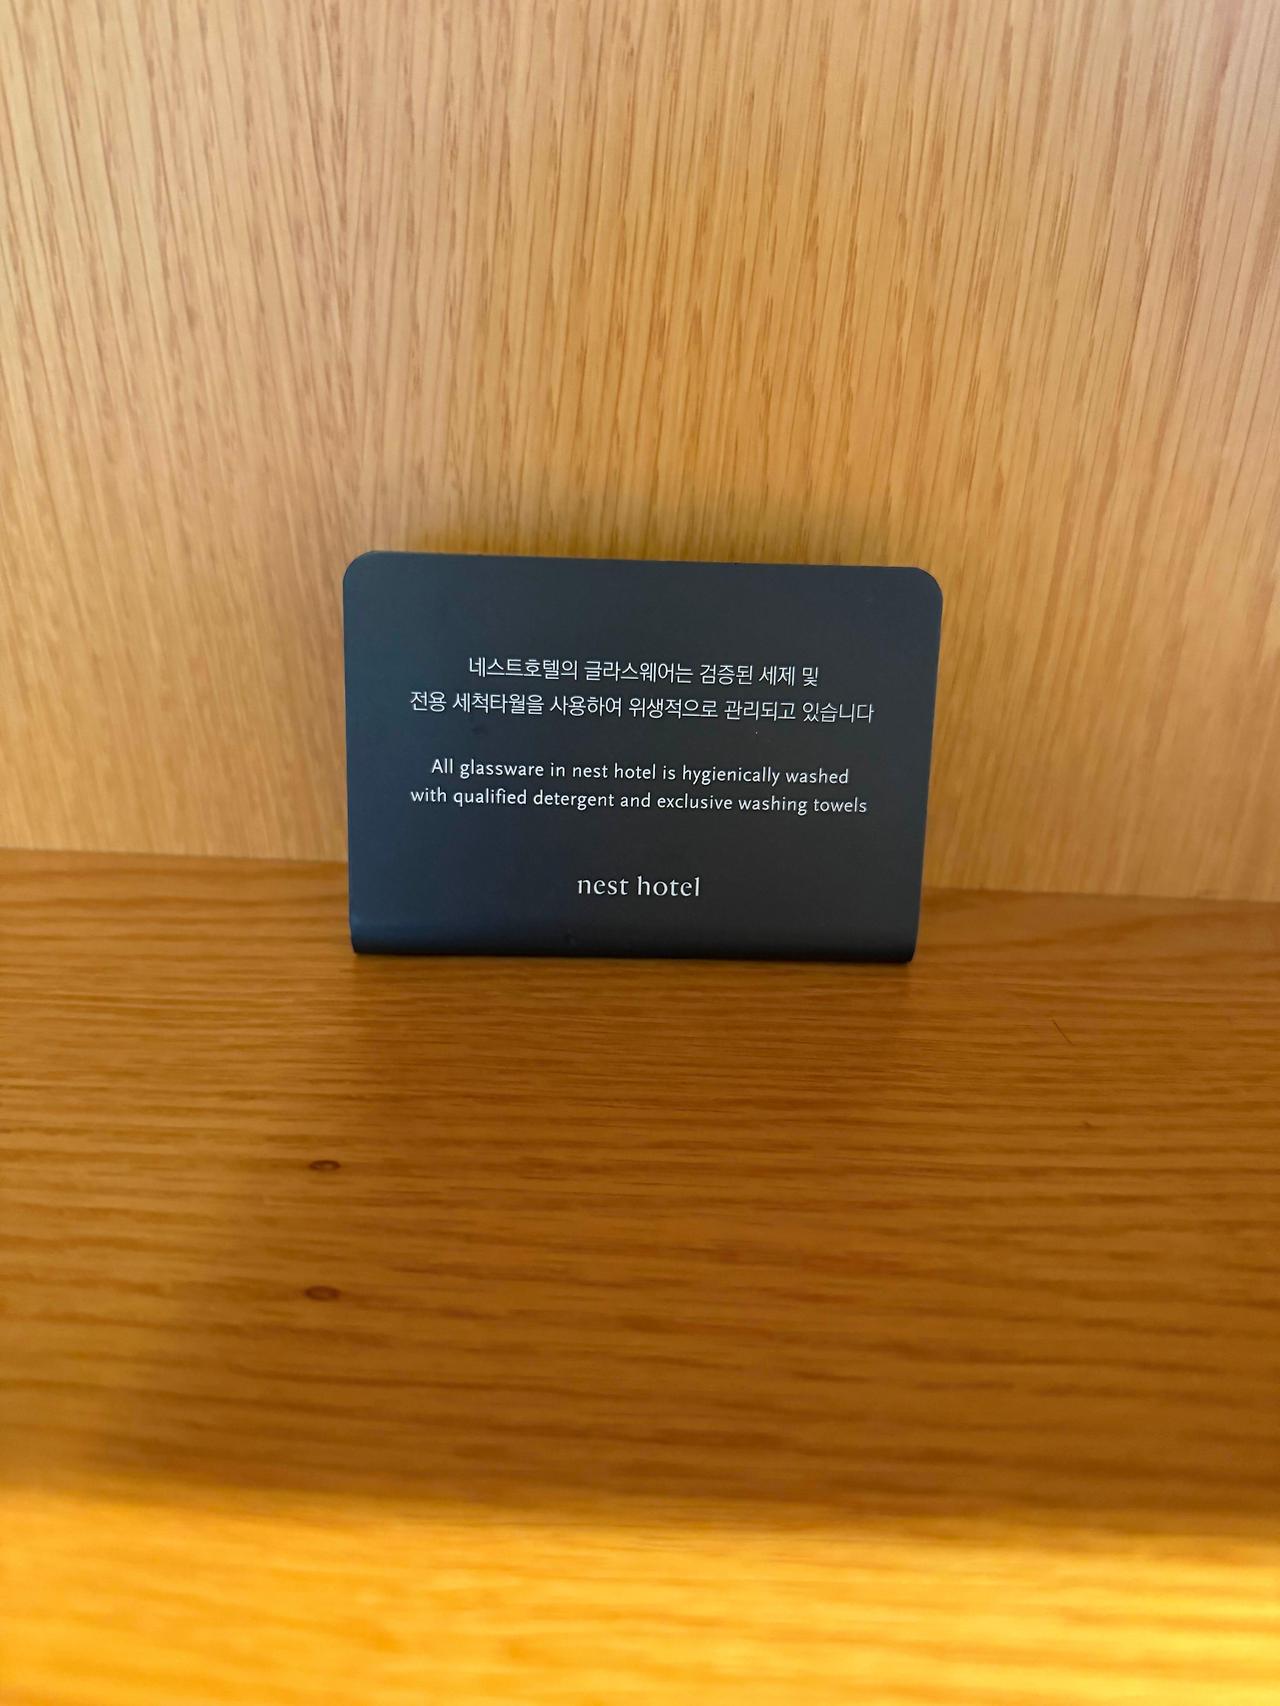 네스트호텔의 글라스웨어는 검증된 세제 및
전용 세척타월을 사용하여 위생적으로 관리되고 있습니다
All glassware in nest hotel is hygienically washed
with qualified detergent and exclusive washing towels
nest hotel